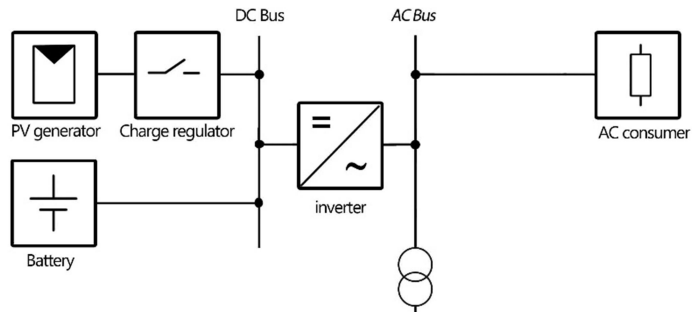 DC Bus
AC Bus
PV generator
Charge regulator
AC consumer
inverter
Battery